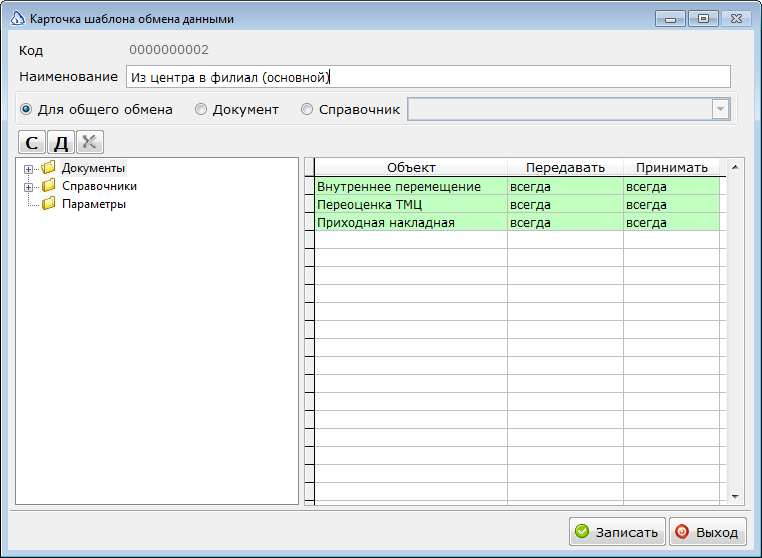 Карточка шаблона обмена данными
Код 0000000002
Наименование Из центра в филиал (основной)
Для общего обмена Документ Справочник
С Д
Документы
Справочники
Параметры
Объект Передавать Принимать
Внутреннее перемещение всегда всегда
Переоценка ТМЦ всегда всегда
Приходная накладная всегда всегда
Записать Выход